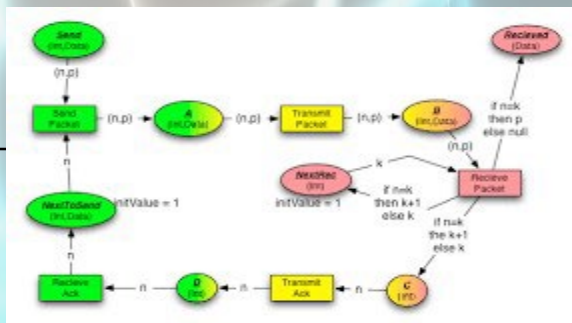 Send
(Int,Data)
Recieved
(Data)
(n,p)
if n=k
then p
else null
Send
Packet
(n,p)
A
(Int,Data)
(n,p)
Transmit
Packet
(n,p)
B
(Int,Data)
(n,p)
n
k
NextRec
(Int)
initValue = 1
if n=k
then k+1
else k
Recieve
Packet
NextToSend
(Int,Data)
initValue = 1
if n=k
the k+1
else k
n
Recieve
Ack
n
D
(Int)
n
Transmit
Ack
n
C
(Int)